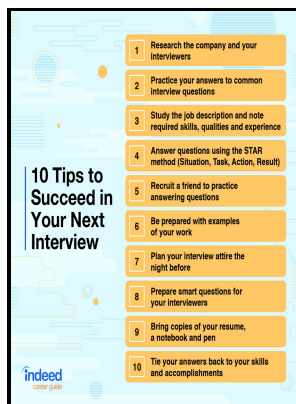 10 Tips to
Succeed in
Your Next
Interview
1
Research the company and your
interviewers
2
Practice your answers to common
interview questions
3
Study the job description and note
required skills, qualities and experience
4
Answer questions using the STAR
method (Situation, Task, Action, Result)
5
Recruit a friend to practice
answering questions
6
Be prepared with examples
of your work
7
Plan your interview attire the
night before
8
Prepare smart questions for
your interviewers
9
Bring copies of your resume,
a notebook and pen
10
Tie your answers back to your skills
and accomplishments
indeed
career guide